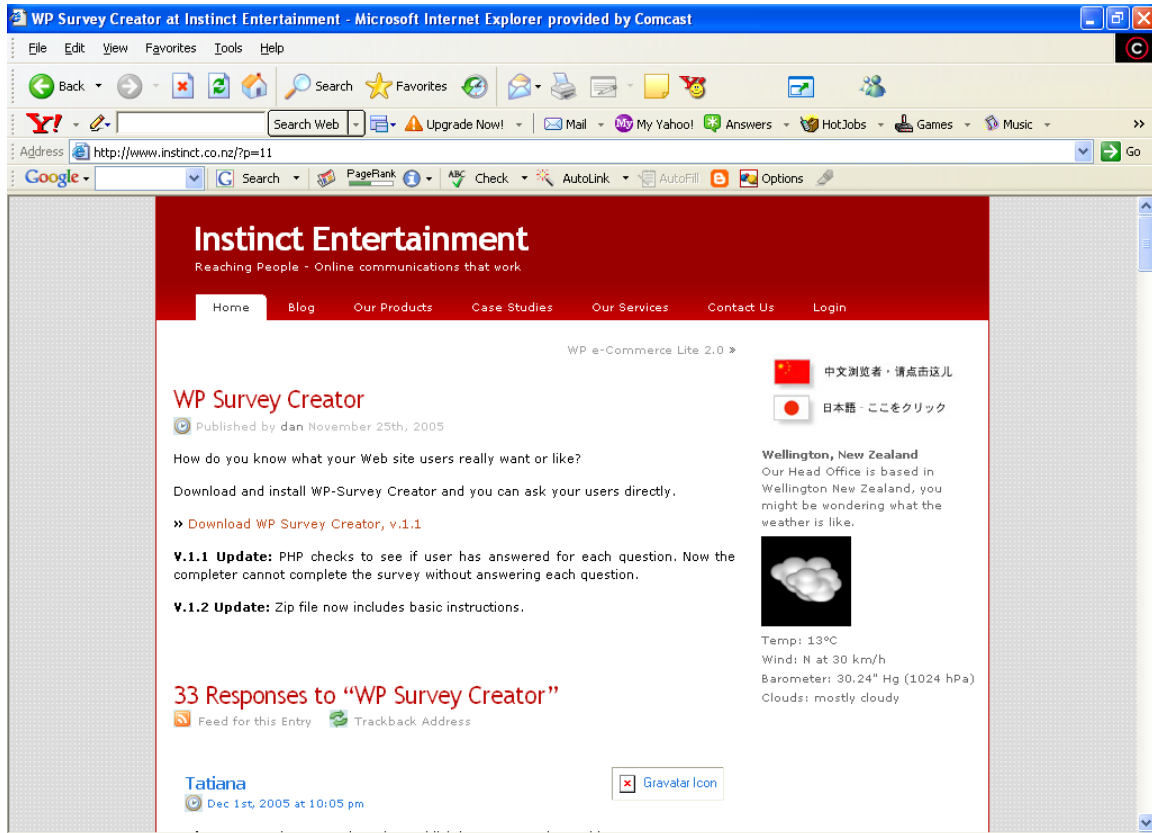 WP Survey Creator at Instinct Entertainment - Microsoft Internet Explorer provided by Comcast
File Edit View Favorites Tools Help
Back Search Favorites
Y! Search Web Upgrade Now! Mail My Yahoo! Answers HotJobs Games Music »
Address http://www.instinct.co.nz/?p=11 Go
Google Search PageRank ABC Check AutoLink AutoFill Options
Instinct Entertainment
Reaching People - Online communications that work
Home Blog Our Products Case Studies Our Services Contact Us Login
WP e-Commerce Lite 2.0 »
WP Survey Creator
Published by dan November 25th, 2005
How do you know what your Web site users really want or like?
Download and install WP-Survey Creator and you can ask your users directly.
» Download WP Survey Creator, v.1.1
V.1.1 Update: PHP checks to see if user has answered for each question. Now the
completer cannot complete the survey without answering each question.
V.1.2 Update: Zip file now includes basic instructions.
33 Responses to “WP Survey Creator”
Feed for this Entry Trackback Address
Tatiana
Dec 1st, 2005 at 10:05 pm
Gravatar Icon
中文浏览者·请点击这儿
日本語 - ここをクリック
Wellington, New Zealand
Our Head Office is based in
Wellington New Zealand, you
might be wondering what the
weather is like.
Temp: 13ºC
Wind: N at 30 km/h
Barometer: 30.24" Hg (1024 hPa)
Clouds: mostly cloudy